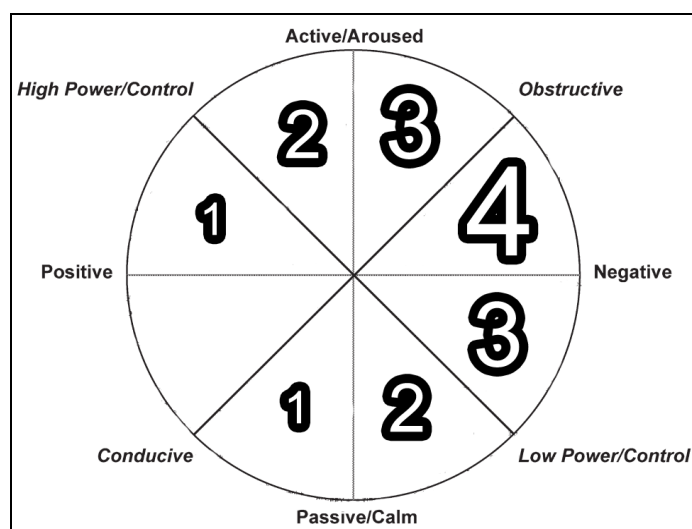 Active/Aroused
High Power/Control
Obstructive
2
3
1
4
Positive
Negative
3
1
2
Conducive
Low Power/Control
Passive/Calm